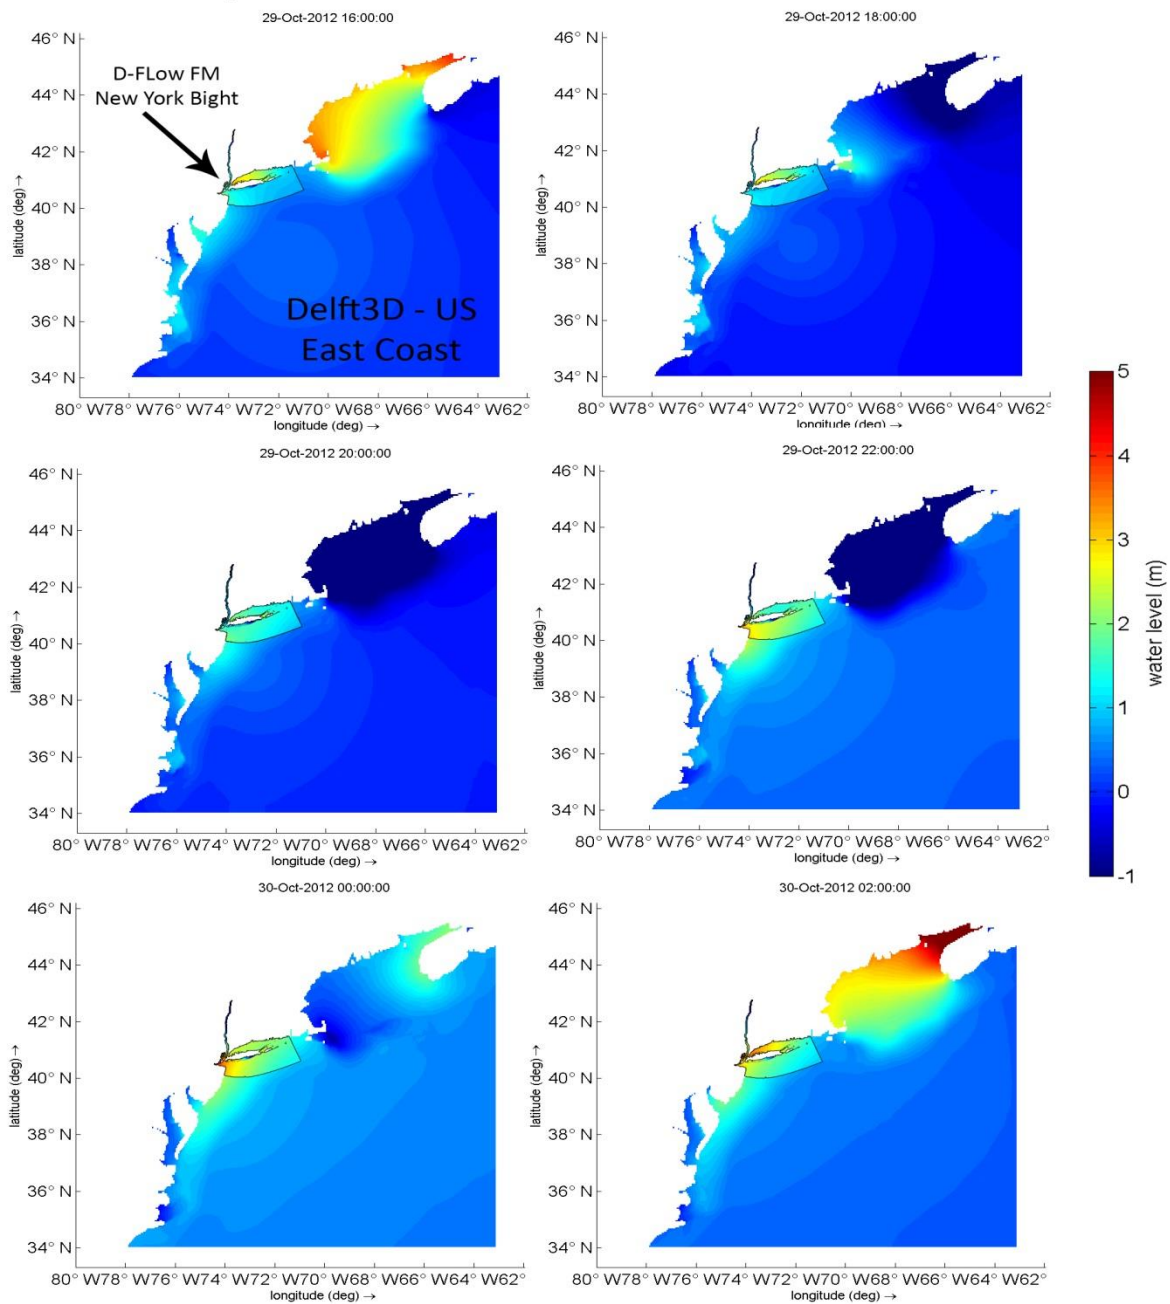 29-Oct-2012 16:00:00
46° N
44° N
42° N
40° N
38° N
36° N
34° N
latitude (deg) →
D-FLow FM
New York Bight
Delft3D - US
East Coast
80° W78° W76° W74° W72° W70° W68° W66° W64° W62°
longitude (deg) →
29-Oct-2012 18:00:00
46° N
44° N
42° N
40° N
38° N
36° N
34° N
latitude (deg) →
80° W78° W76° W74° W72° W70° W68° W66° W64° W62°
longitude (deg) →
29-Oct-2012 20:00:00
46° N
44° N
42° N
40° N
38° N
36° N
34° N
latitude (deg) →
80° W78° W76° W74° W72° W70° W68° W66° W64° W62°
longitude (deg) →
29-Oct-2012 22:00:00
46° N
44° N
42° N
40° N
38° N
36° N
34° N
latitude (deg) →
80° W78° W76° W74° W72° W70° W68° W66° W64° W62°
longitude (deg) →
5
4
3
2
1
0
-1
water level (m)
30-Oct-2012 00:00:00
46° N
44° N
42° N
40° N
38° N
36° N
34° N
latitude (deg) →
80° W78° W76° W74° W72° W70° W68° W66° W64° W62°
longitude (deg) →
30-Oct-2012 02:00:00
46° N
44° N
42° N
40° N
38° N
36° N
34° N
latitude (deg) →
80° W78° W76° W74° W72° W70° W68° W66° W64° W62°
longitude (deg) →